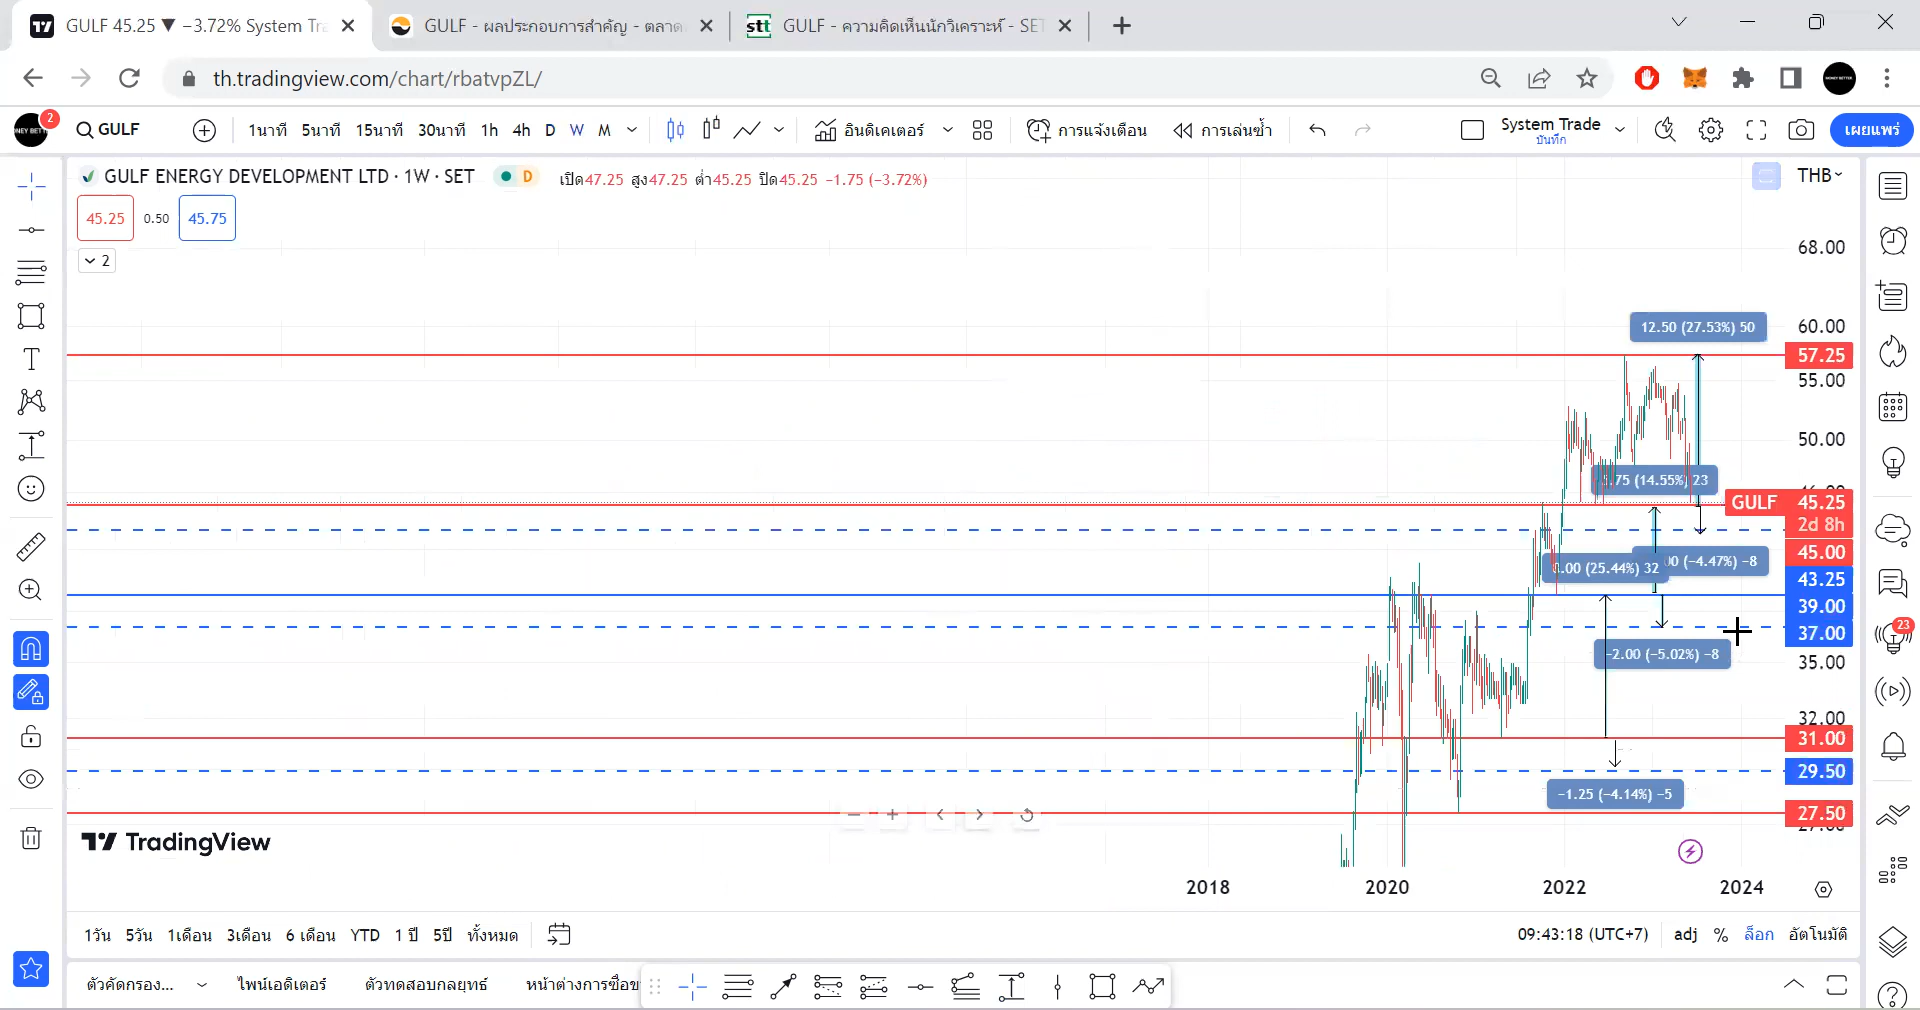 GULF 45.25 ▼ −3.72% System Tra
GULF - ผลประกอบการสำคัญ - ตลาด
stt GULF - ความคิดเห็นนักวิเคราะห์ - SET
th.tradingview.com/chart/rbatvpZL/
2
GULF
1นาที 5นาที 15นาที 30นาที 1h 4h D W M
อินดิเคเตอร์
การแจ้งเตือน
การเล่นซ้ำ
System Trade
บันทึก
เผยแพร่
GULF ENERGY DEVELOPMENT LTD · 1W · SET
D
เปิด47.25 สูง47.25 ต่ำ45.25 ปิด45.25 −1.75 (−3.72%)
THB
45.25 0.50 45.75
2
68.00
12.50 (27.53%) 50
60.00
57.25
55.00
50.00
.75 (14.55%) 23
GULF 45.25
2d 8h
45.00
00 (−4.47%) −8
.00 (25.44%) 32
43.25
39.00
37.00
23
−2.00 (−5.02%) −8
35.00
32.00
31.00
29.50
−1.25 (−4.14%) −5
27.50
TradingView
2018 2020 2022 2024
1วัน 5วัน 1เดือน 3เดือน 6 เดือน YTD 1 ปี 5ปี ทั้งหมด
09:43:18 (UTC+7) adj % ล็อก อัตโนมัติ
ตัวคัดกรอง... ไพน์เอดิเตอร์ ตัวทดสอบกลยุทธ์ หน้าต่างการซื้อข